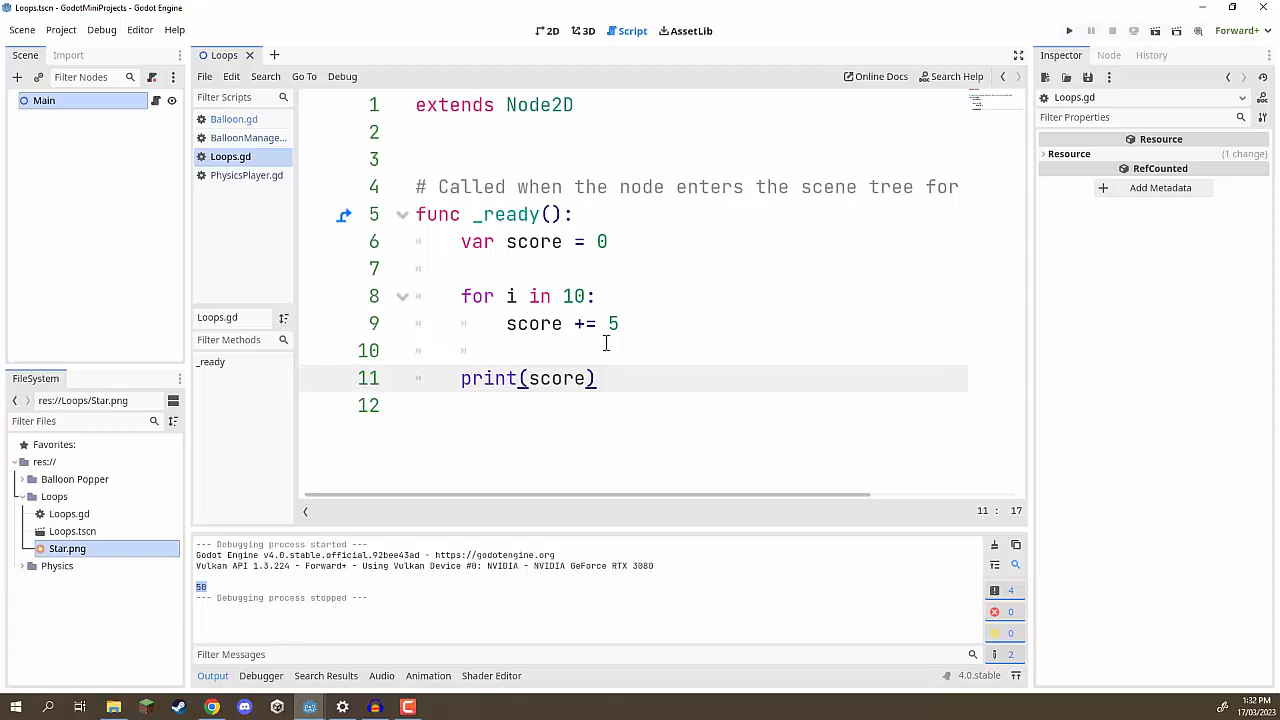 Loops.tscn - GodotMiniProjects - Godot Engine
Scene Project Debug Editor Help
2D 3D Script AssetLib
Forward+
Scene Import
Filter Nodes
Main
Loops
File Edit Search Go To Debug
Online Docs Search Help
Filter Scripts
Balloon.gd
BalloonManage...
Loops.gd
PhysicsPlayer.gd
Loops.gd
Filter Methods
_ready
1 extends Node2D
2
3
4 # Called when the node enters the scene tree for
5 func _ready():
6 var score = 0
7
8 for i in 10:
9 score += 5
10
11 print(score)
12
11 : 17
Inspector Node History
Loops.gd
Filter Properties
Resource
Resource (1 change)
RefCounted
Add Metadata
FileSystem
res://Loops/Star.png
Filter Files
Favorites:
res://
Balloon Popper
Loops
Loops.gd
Loops.tscn
Star.png
Physics
--- Debugging process started ---
Godot Engine v4.0.stable.official.92bee43ad - https://godotengine.org
Vulkan API 1.3.224 - Forward+ - Using Vulkan Device #0: NVIDIA - NVIDIA GeForce RTX 3080
50
--- Debugging process stopped ---
4
0
0
2
Filter Messages
Output Debugger Search Results Audio Animation Shader Editor
4.0.stable
1:32 PM
17/03/2023